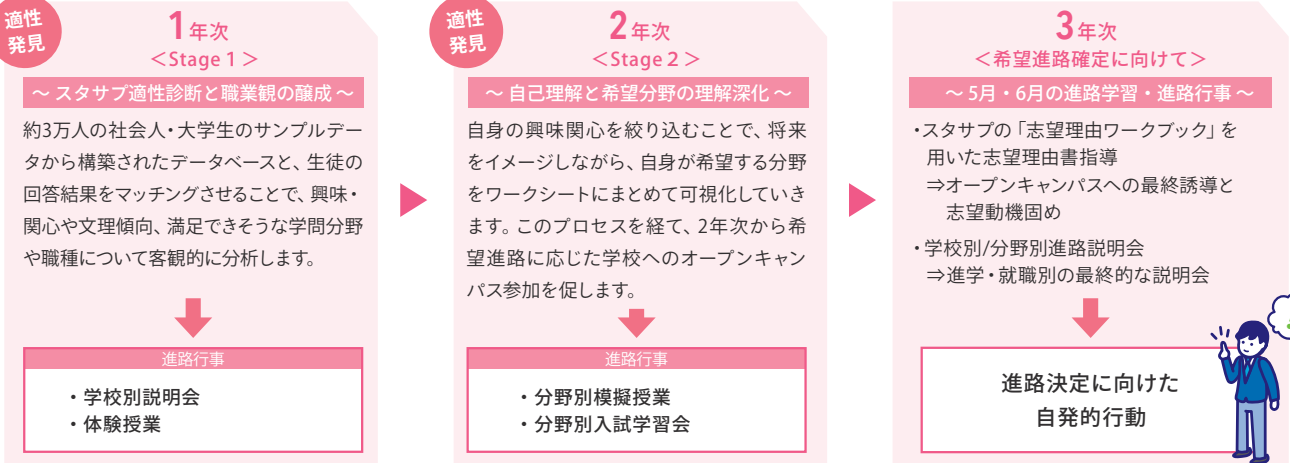 適性
発見
1年次
＜Stage 1＞
～ スタサプ適性診断と職業観の醸成 ～
約3万人の社会人・大学生のサンプルデー
タから構築されたデータベースと、生徒の
回答結果をマッチングさせることで、興味・
関心や文理傾向、満足できそうな学問分野
や職種について客観的に分析します。
進路行事
・学校別説明会
・体験授業
適性
発見
2年次
＜Stage 2＞
～ 自己理解と希望分野の理解深化 ～
自身の興味関心を絞り込むことで、将来
をイメージしながら、自身が希望する分野
をワークシートにまとめて可視化していき
ます。このプロセスを経て、2年次から希
望進路に応じた学校へのオープンキャン
パス参加を促します。
進路行事
・分野別模擬授業
・分野別入試学習会
3年次
＜希望進路確定に向けて＞
～ 5月・6月の進路学習・進路行事 ～
・スタサプの「志望理由ワークブック」を
用いた志望理由書指導
⇒オープンキャンパスへの最終誘導と
志望動機固め
・学校別/分野別進路説明会
⇒進学・就職別の最終的な説明会
進路決定に向けた
自発的行動